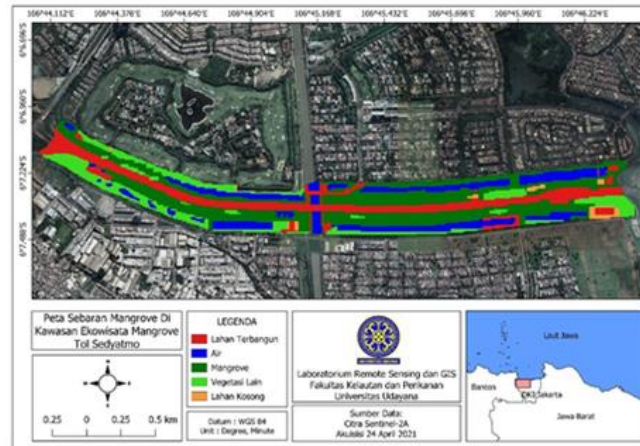 106°44.112'E 106°44.376'E 106°44.640'E 106°44.904'E 106°45.168'E 106°45.432'E 106°45.696'E 106°45.960'E 106°46.224'E
6°6.696'S
6°6.960'S
6°7.224'S
6°7.488'S
Peta Sebaran Mangrove Di
Kawasan Ekowisata Mangrove
Tol Sedyatmo
0.25 0 0.25 0.5 km
LEGENDA
Lahan Terbangun
Air
Mangrove
Vegetasi Lain
Lahan Kosong
Datum : WGS 84
Unit : Degree, Minute
Laboratorium Remote Sensing dan GIS
Fakultas Kelautan dan Perikanan
Universitas Udayana
Sumber Data:
Citra Sentinel-2A
Akuisisi 24 April 2021
Laut Jawa
Banten
DKI Jakarta
Jawa Barat